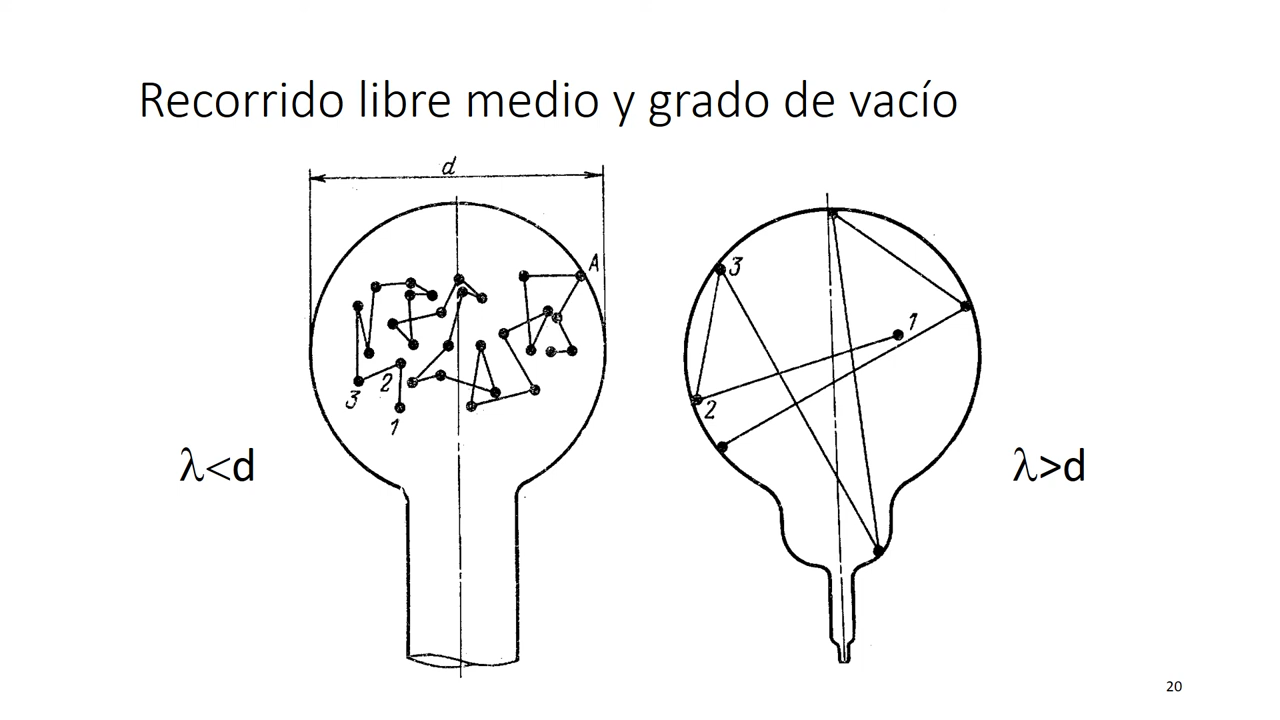 Recorrido libre medio y grado de vacío
d
A
3
2
1
3
1
2
λ<d
λ>d
20